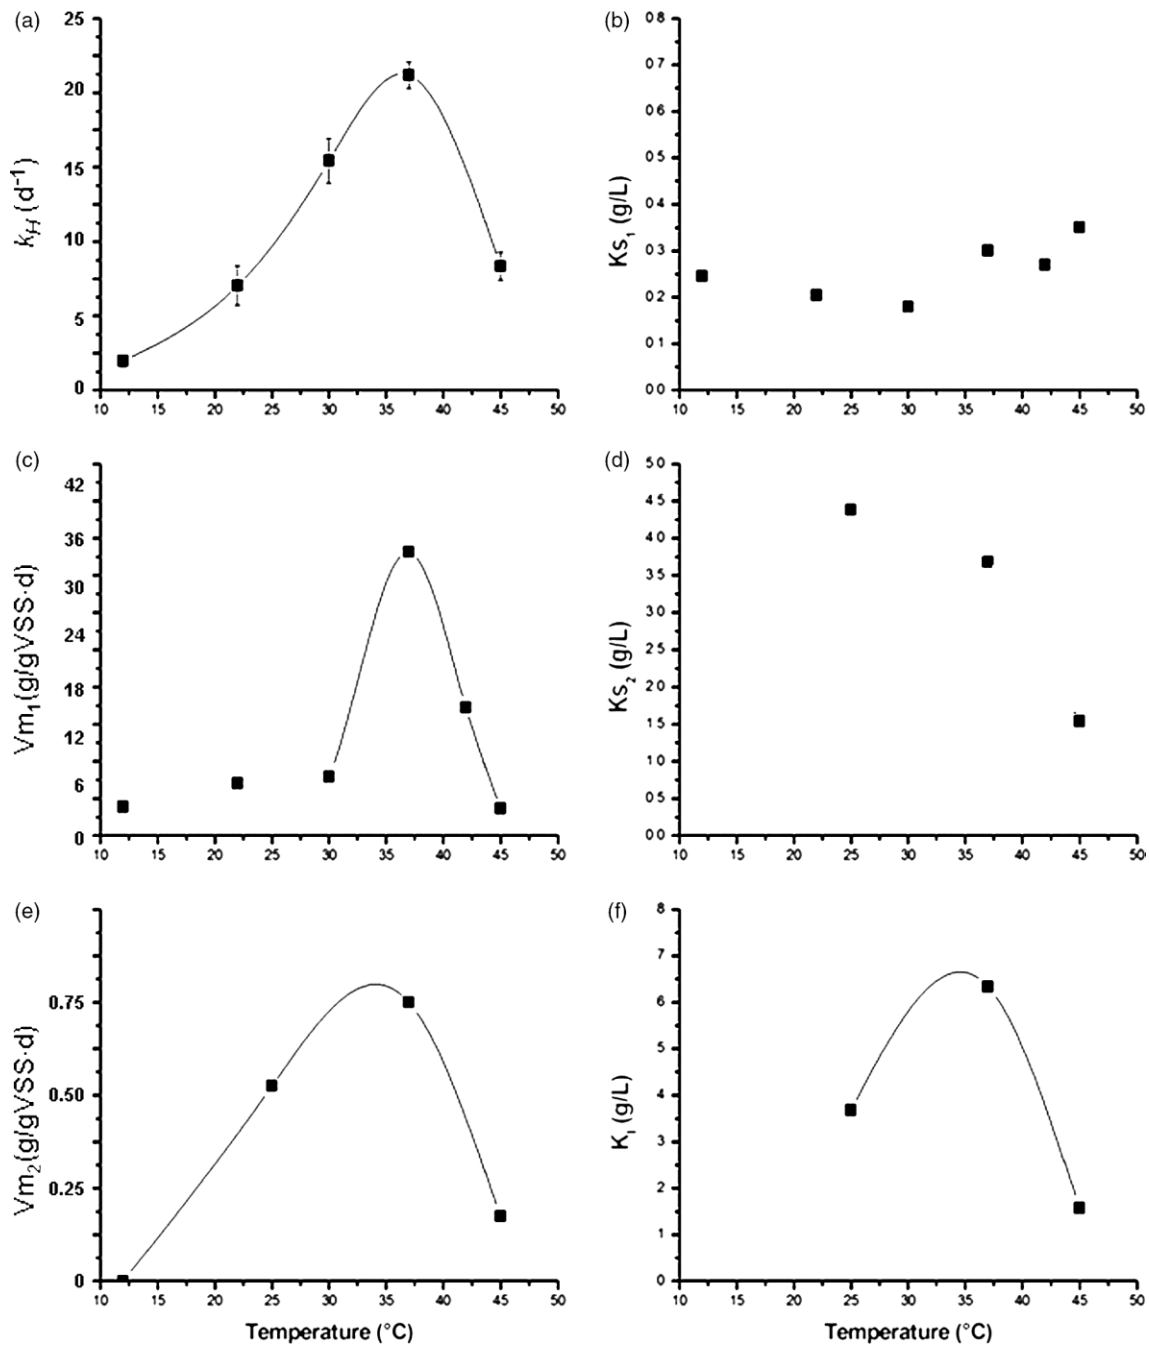 (a)
k_H (d⁻¹)
25
20
15
10
5
0
10 15 20 25 30 35 40 45 50
(b)
Ks₁ (g/L)
0.8
0.7
0.6
0.5
0.4
0.3
0.2
0.1
0.0
10 15 20 25 30 35 40 45 50
(c)
Vm₁(g/gVSS·d)
42
36
30
24
18
12
6
0
10 15 20 25 30 35 40 45 50
(d)
Ks₂ (g/L)
5.0
4.5
4.0
3.5
3.0
2.5
2.0
1.5
1.0
0.5
0.0
10 15 20 25 30 35 40 45 50
(e)
Vm₂(g/gVSS·d)
0.75
0.50
0.25
0
10 15 20 25 30 35 40 45 50
Temperature (°C)
(f)
K_I (g/L)
8
7
6
5
4
3
2
1
0
10 15 20 25 30 35 40 45 50
Temperature (°C)